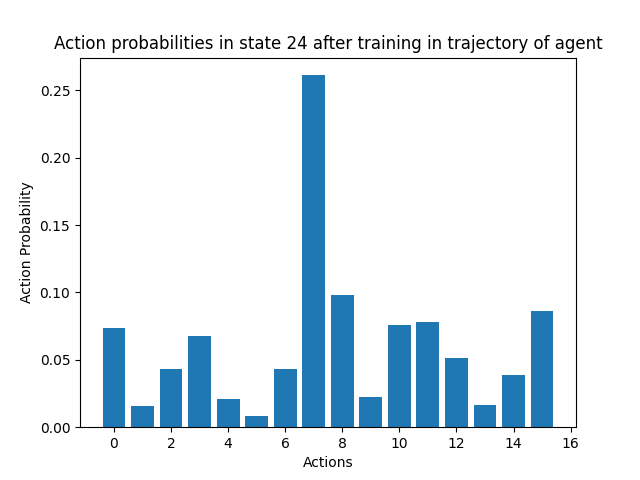 Action probabilities in state 24 after training in trajectory of agent
0.25
0.20
0.15
0.10
0.05
0.00
Action Probability
0 2 4 6 8 10 12 14 16
Actions